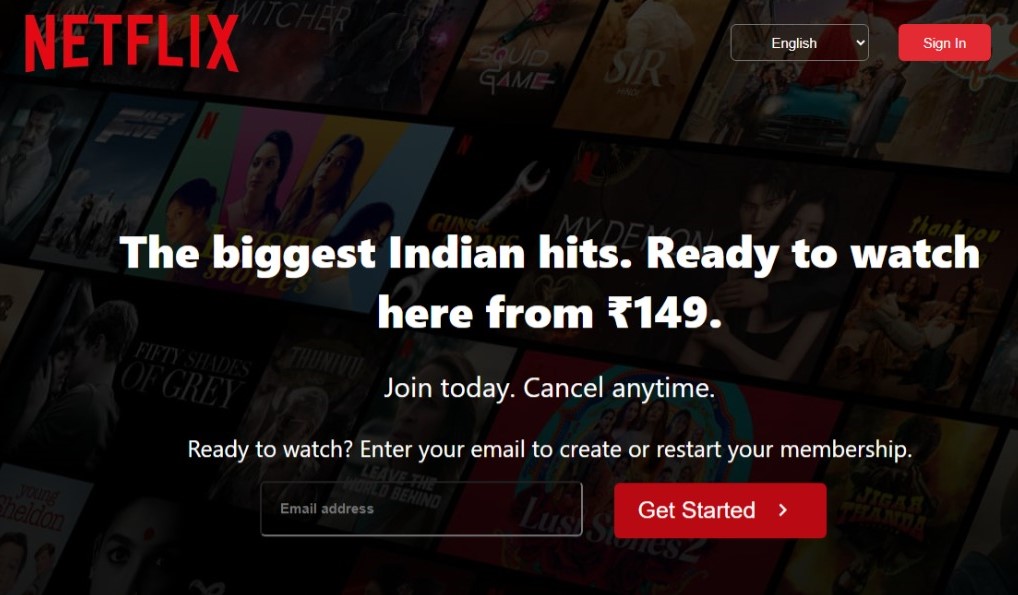 NETFLIX
English
Sign In
WITCHER
SQUID
GAME
SIR
FAST
FIVE
MY DEMON
thank you
The biggest Indian hits. Ready to watch
here from ₹149.
Stories
Join today. Cancel anytime.
FIFTY SHADES
OF GREY
THUNIVU
Ready to watch? Enter your email to create or restart your membership.
LEAVE THE
WORLD BEHIND
young
Sheldon
Email address
Get Started
JIGAR
THANDA
Lust Stories 2